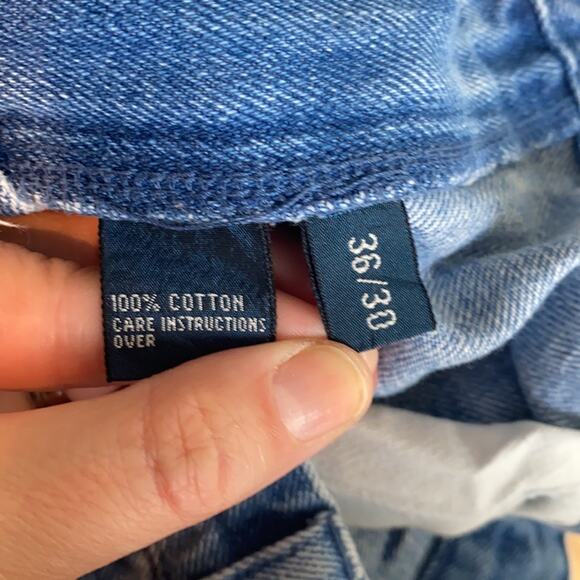 100% COTTON
CARE INSTRUCTIONS
OVER
36/30